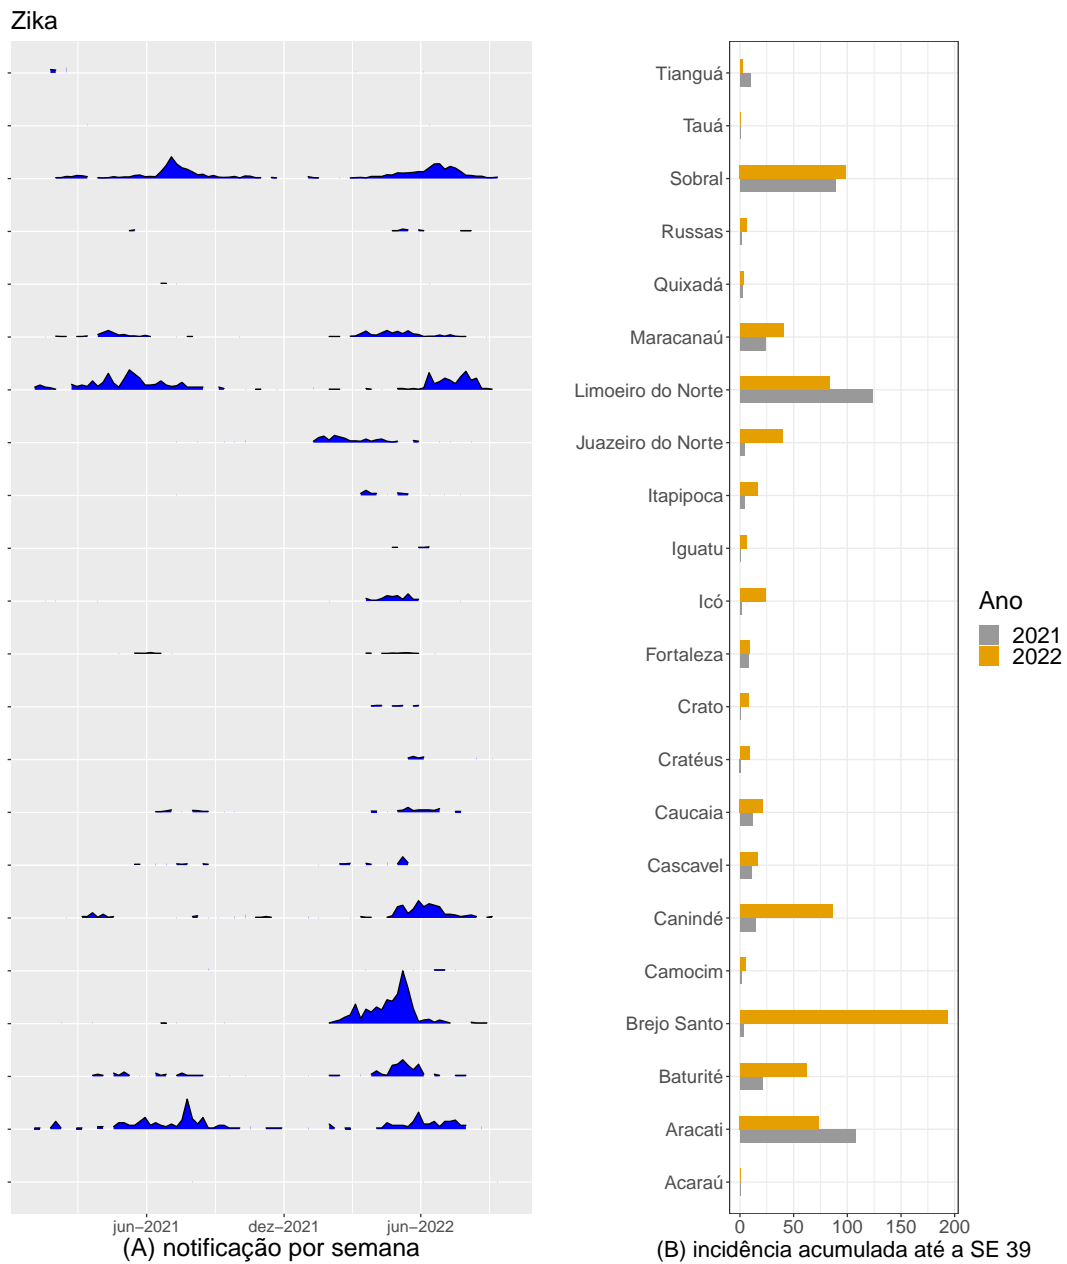 Zika
Tianguá
Tauá
Sobral
Russas
Quixadá
Maracanaú
Limoeiro do Norte
Juazeiro do Norte
Itapipoca
Iguatu
Icó
Fortaleza
Crato
Cratéus
Caucaia
Cascavel
Canindé
Camocim
Brejo Santo
Baturité
Aracati
Acaraú
Ano
2021
2022
jun−2021 dez−2021 jun−2022
0 50 100 150 200
(A) notificação por semana
(B) incidência acumulada até a SE 39